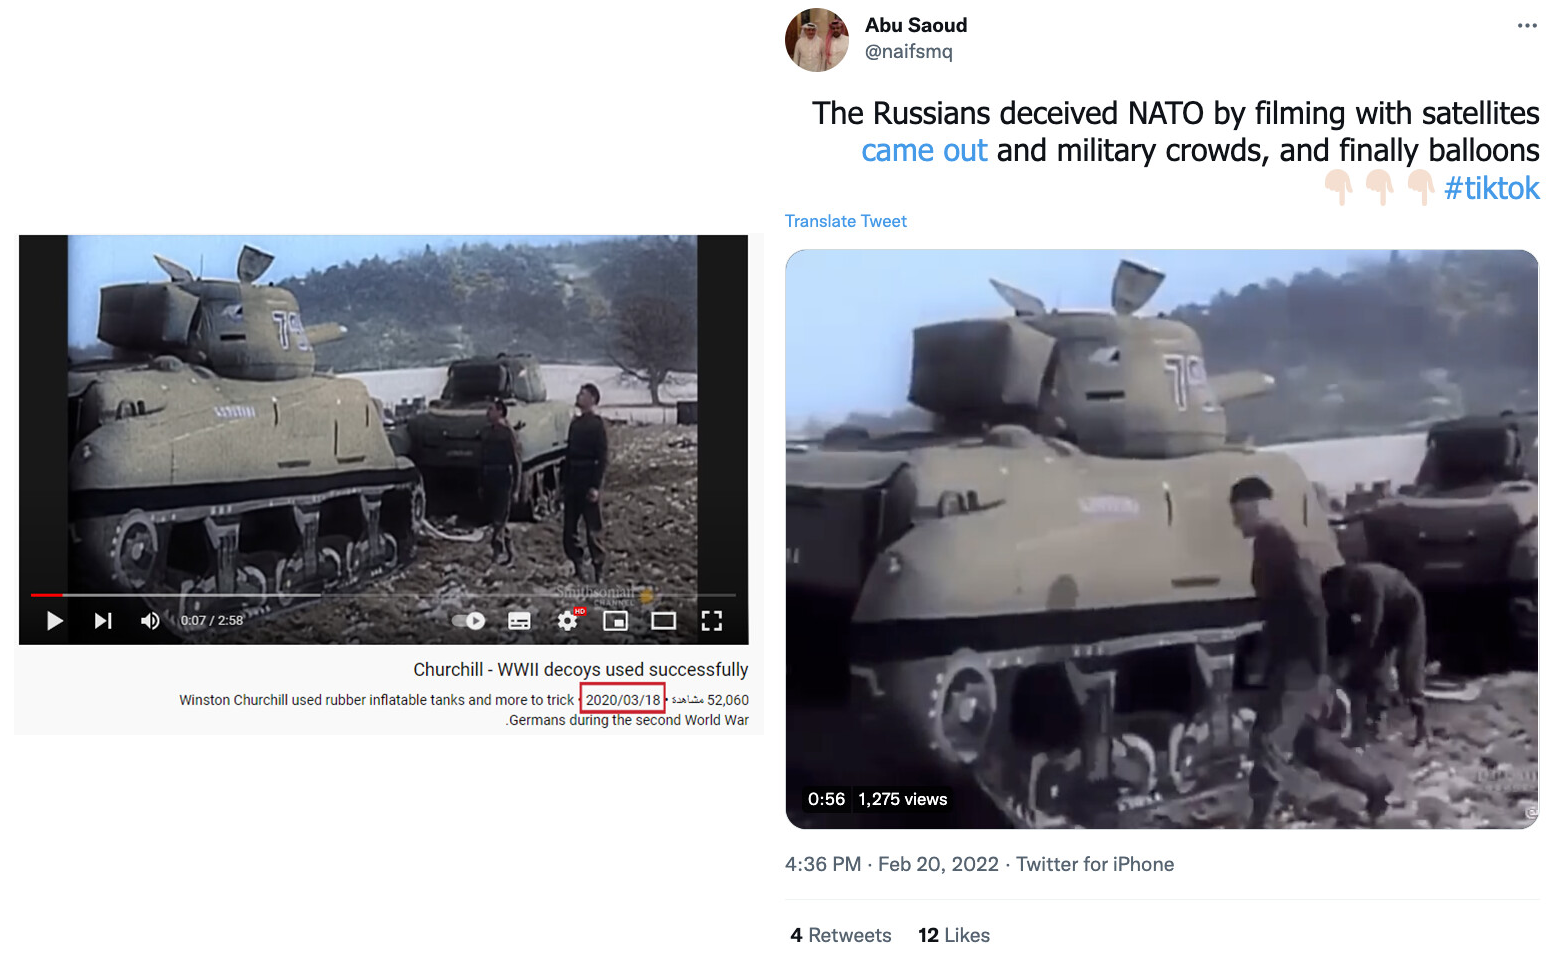 79
Smithsonian
CHANNEL
HD
0:07 / 2:58
Churchill - WWII decoys used successfully
Winston Churchill used rubber inflatable tanks and more to trick • 2020/03/18 • مشاهدة 52,060
.Germans during the second World War
Abu Saoud
@naifsmq
The Russians deceived NATO by filming with satellites
came out and military crowds, and finally balloons
#tiktok
Translate Tweet
79
0:56 1,275 views
4:36 PM · Feb 20, 2022 · Twitter for iPhone
4 Retweets 12 Likes